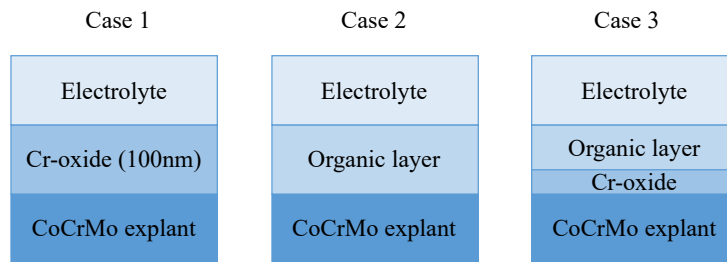 Case 1
Case 2
Case 3
Electrolyte
Electrolyte
Electrolyte
Cr-oxide (100nm)
Organic layer
Organic layer
Cr-oxide
CoCrMo explant
CoCrMo explant
CoCrMo explant